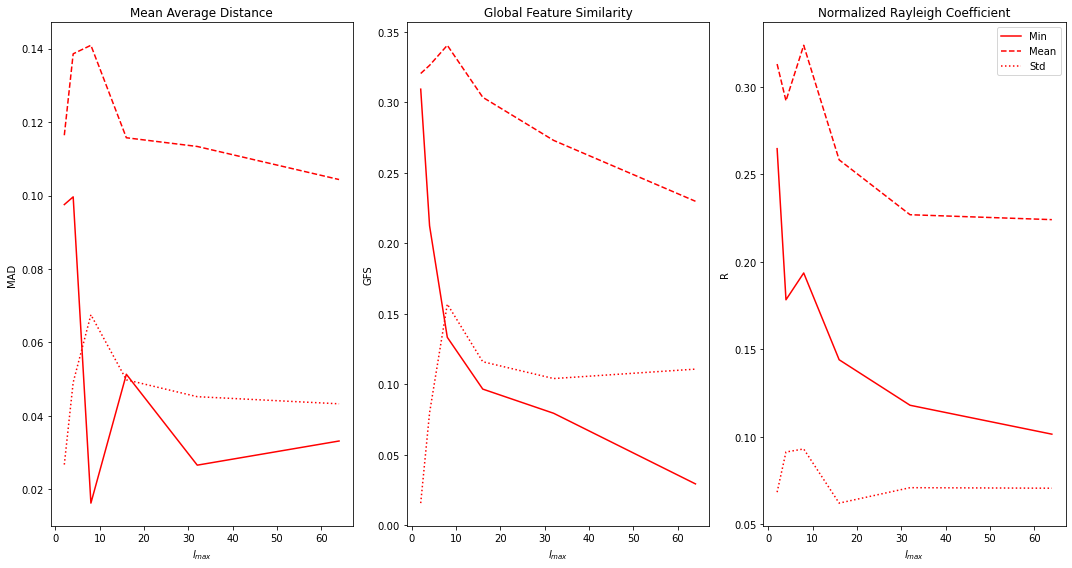 Mean Average Distance
MAD
0.14
0.12
0.10
0.08
0.06
0.04
0.02
0 10 20 30 40 50 60
l_max
Global Feature Similarity
GFS
0.35
0.30
0.25
0.20
0.15
0.10
0.05
0.00
0 10 20 30 40 50 60
l_max
Normalized Rayleigh Coefficient
R
0.30
0.25
0.20
0.15
0.10
0.05
0 10 20 30 40 50 60
l_max
Min
Mean
Std